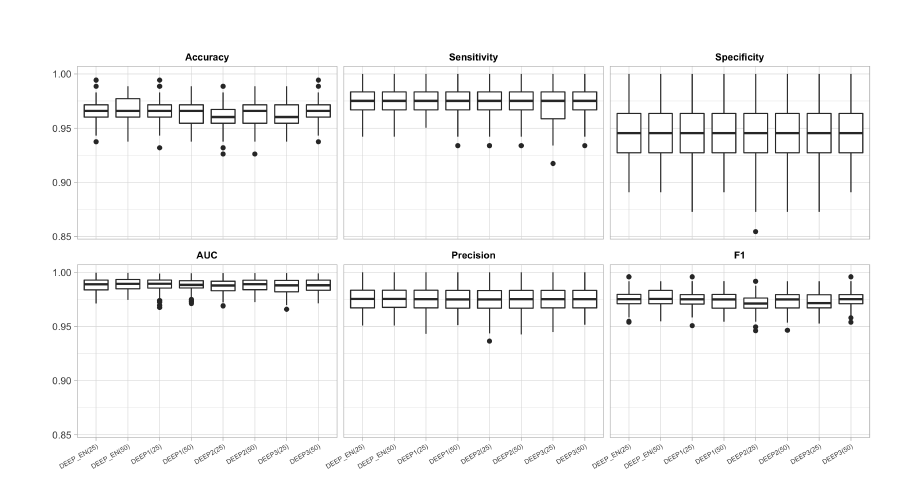 Accuracy Sensitivity Specificity
1.00
0.95
0.90
0.85
AUC Precision F1
1.00
0.95
0.90
0.85
DEEP_EN(25) DEEP_EN(50) DEEP1(25) DEEP1(50) DEEP2(25) DEEP2(50) DEEP3(25) DEEP3(50) DEEP_EN(25) DEEP_EN(50) DEEP1(25) DEEP1(50) DEEP2(25) DEEP2(50) DEEP3(25) DEEP3(50) DEEP_EN(25) DEEP_EN(50) DEEP1(25) DEEP1(50) DEEP2(25) DEEP2(50) DEEP3(25) DEEP3(50)